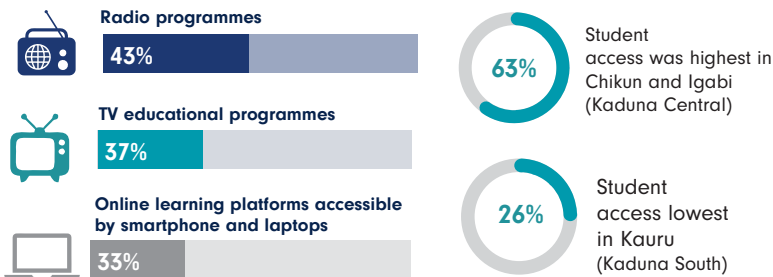 Radio programmes
43%
TV educational programmes
37%
Online learning platforms accessible
by smartphone and laptops
33%
63%
Student
access was highest in
Chikun and Igabi
(Kaduna Central)
26%
Student
access lowest
in Kauru
(Kaduna South)